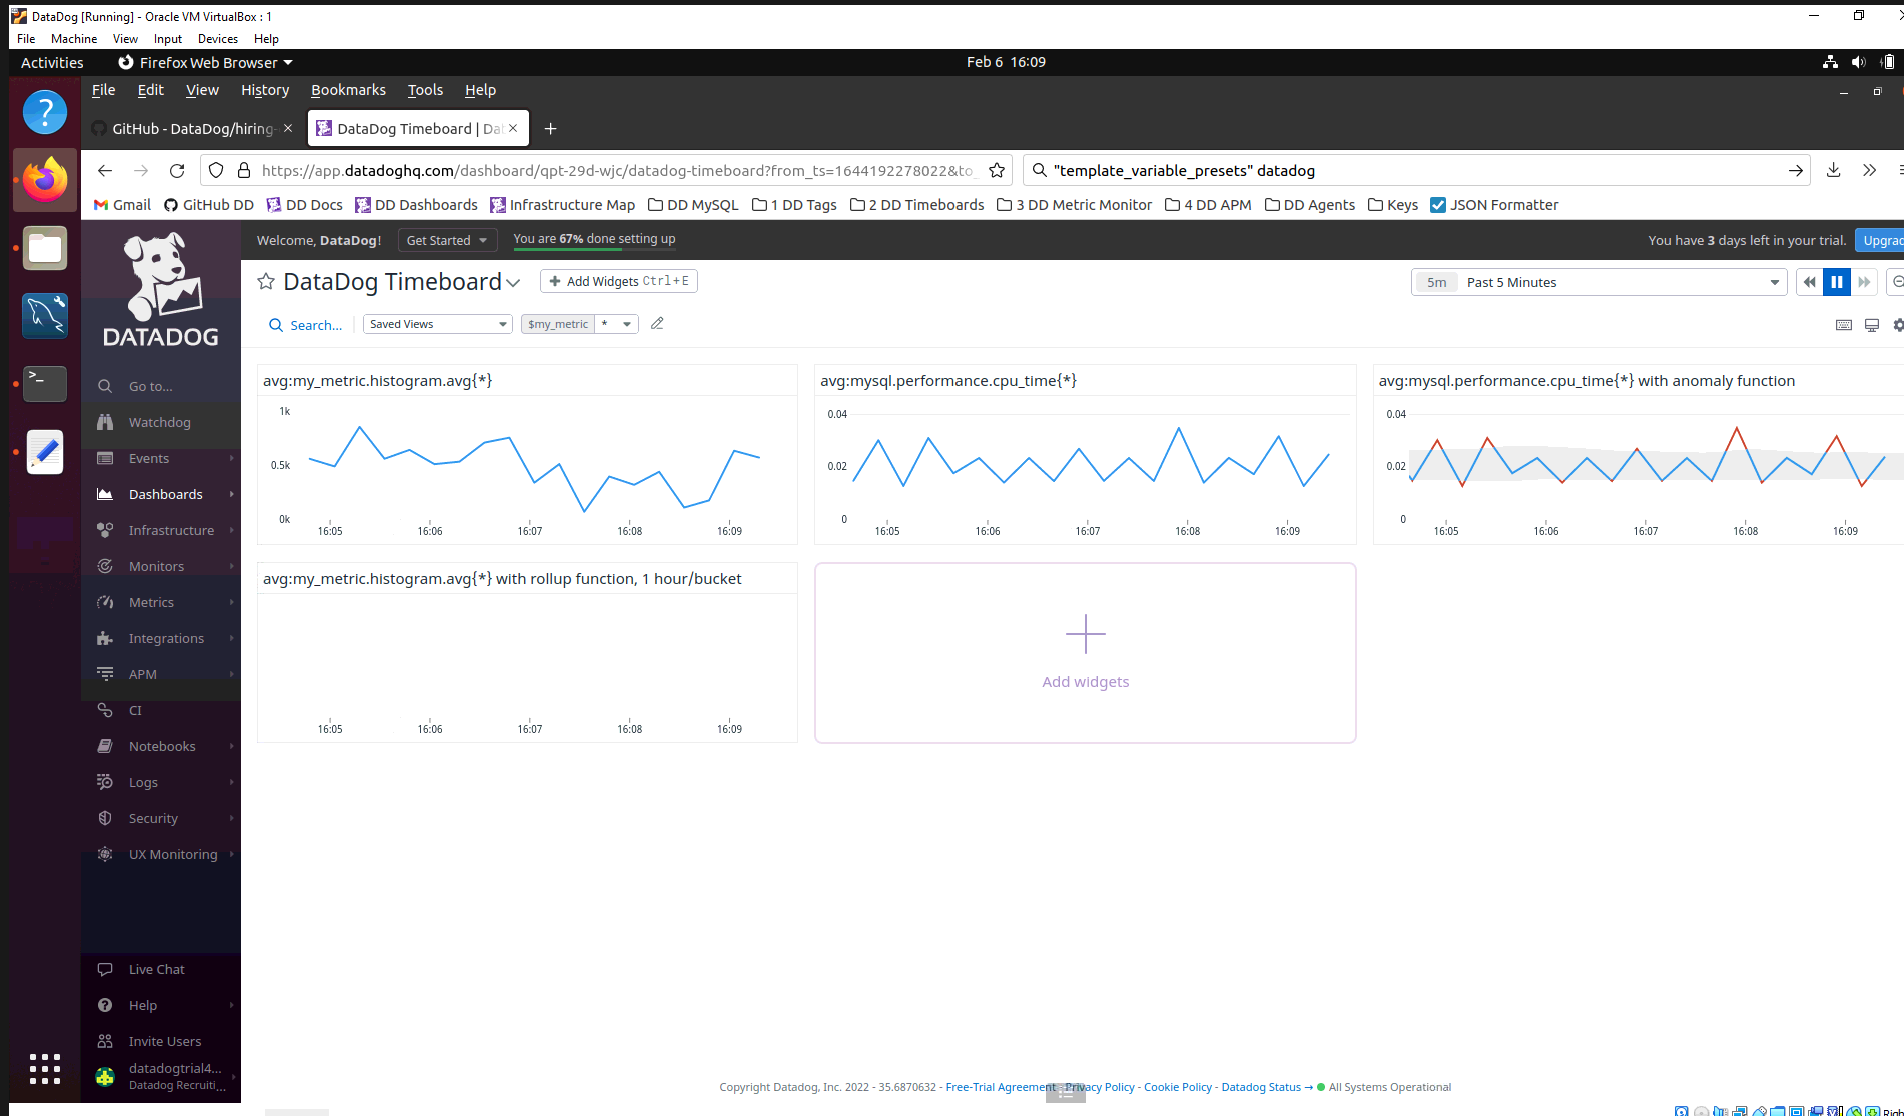 DataDog [Running] - Oracle VM VirtualBox : 1
File Machine View Input Devices Help
Activities Firefox Web Browser Feb 6 16:09
File Edit View History Bookmarks Tools Help
GitHub - DataDog/hiring- DataDog Timeboard | Da
https://app.datadoghq.com/dashboard/qpt-29d-wjc/datadog-timeboard?from_ts=1644192278022&to_ "template_variable_presets" datadog
Gmail GitHub DD DD Docs DD Dashboards Infrastructure Map DD MySQL 1 DD Tags 2 DD Timeboards 3 DD Metric Monitor 4 DD APM DD Agents Keys JSON Formatter
Welcome, DataDog! Get Started You are 67% done setting up You have 3 days left in your trial. Upgrad
DATADOG
Go to...
Watchdog
Events
Dashboards
Infrastructure
Monitors
Metrics
Integrations
APM
CI
Notebooks
Logs
Security
UX Monitoring
Live Chat
Help
Invite Users
datadogtrial4...
Datadog Recruiti...
DataDog Timeboard + Add Widgets Ctrl+E 5m Past 5 Minutes
Search... Saved Views $my_metric *
avg:my_metric.histogram.avg{*}
1k
0.5k
0k
16:05 16:06 16:07 16:08 16:09
avg:mysql.performance.cpu_time{*}
0.04
0.02
0
16:05 16:06 16:07 16:08 16:09
avg:mysql.performance.cpu_time{*} with anomaly function
0.04
0.02
0
16:05 16:06 16:07 16:08 16:09
avg:my_metric.histogram.avg{*} with rollup function, 1 hour/bucket
16:05 16:06 16:07 16:08 16:09
Add widgets
Copyright Datadog, Inc. 2022 - 35.6870632 - Free-Trial Agreement - Privacy Policy - Cookie Policy - Datadog Status → All Systems Operational
Righ